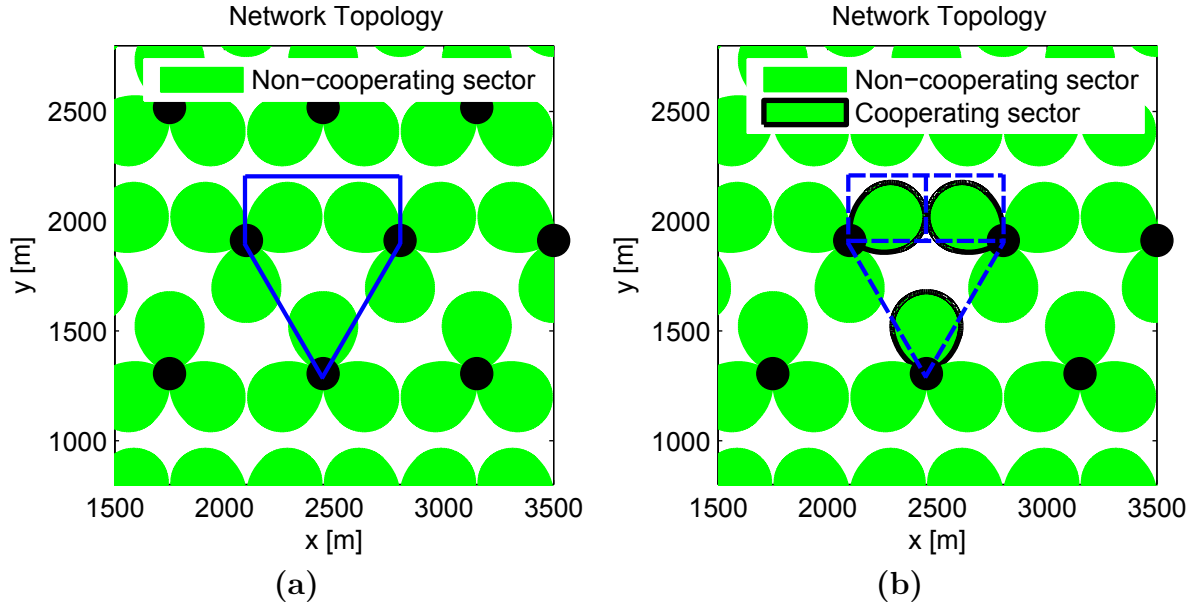 Network Topology
Non−cooperating sector
2500
2000
1500
1000
y [m]
1500 2000 2500 3000 3500
x [m]
(a)
Network Topology
Non−cooperating sector
Cooperating sector
2500
2000
1500
1000
y [m]
1500 2000 2500 3000 3500
x [m]
(b)